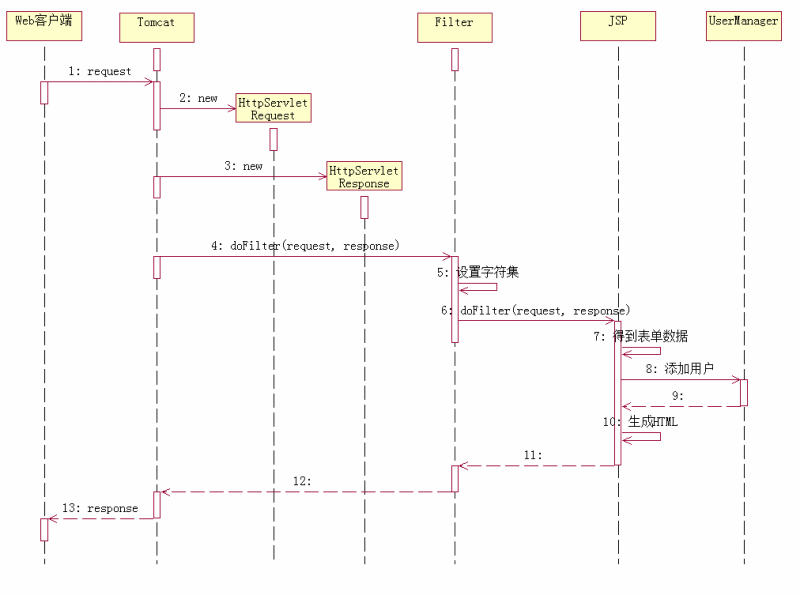 Web客户端
Tomcat
Filter
JSP
UserManager
1: request
2: new
HttpServlet
Request
3: new
HttpServlet
Response
4: doFilter(request, response)
5: 设置字符集
6: doFilter(request, response)
7: 得到表单数据
8: 添加用户
9:
10: 生成HTML
11:
12:
13: response